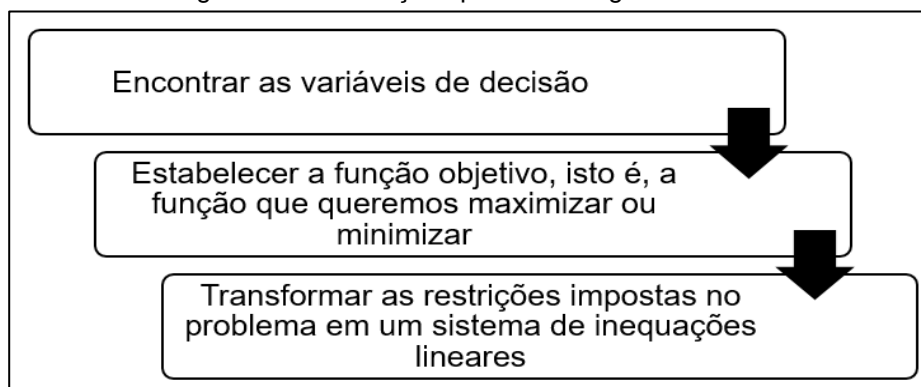 Encontrar as variáveis de decisão
Estabelecer a função objetivo, isto é, a
função que queremos maximizar ou
minimizar
Transformar as restrições impostas no
problema em um sistema de inequações
lineares